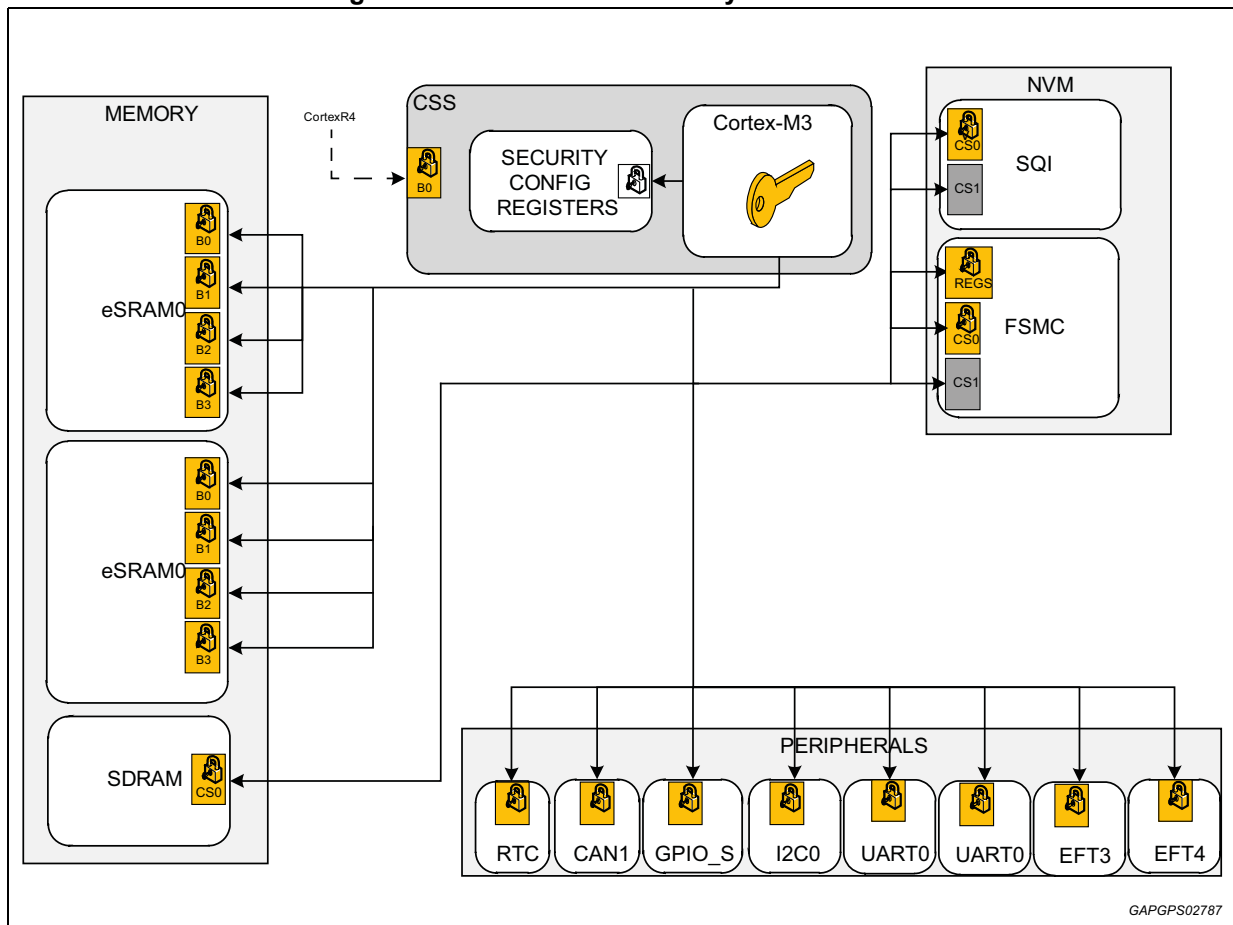 MEMORY
eSRAM0
B0
B1
B2
B3
eSRAM0
B0
B1
B2
B3
SDRAM
CS0
CortexR4
CSS
B0
SECURITY
CONFIG
REGISTERS
Cortex-M3
NVM
CS0
SQI
CS1
REGS
CS0
FSMC
CS1
PERIPHERALS
RTC
CAN1
GPIO_S
I2C0
UART0
UART0
EFT3
EFT4
GAPGPS02787